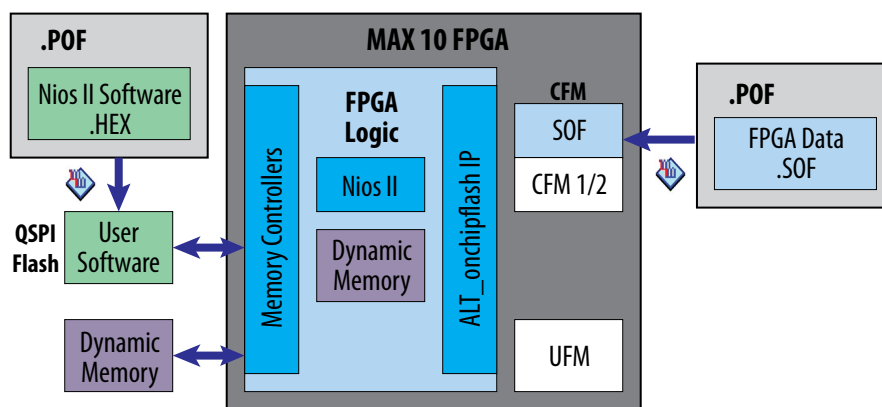 .POF
Nios II Software
.HEX
QSPI
Flash
User
Software
Dynamic
Memory
MAX 10 FPGA
Memory Controllers
FPGA
Logic
Nios II
Dynamic
Memory
ALT_onchipflash IP
CFM
SOF
CFM 1/2
UFM
.POF
FPGA Data
.SOF